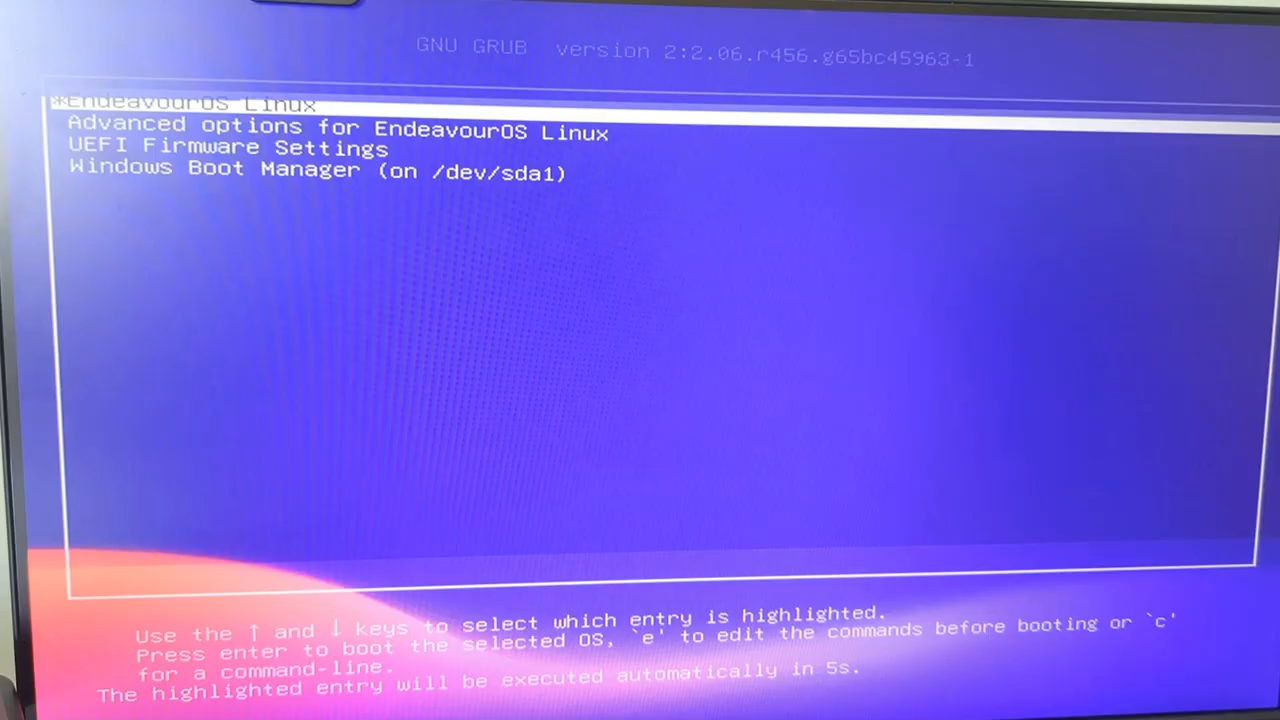 GNU GRUB version 2:2.06.r456.g65bc45963-1
*EndeavourOS Linux
Advanced options for EndeavourOS Linux
UEFI Firmware Settings
Windows Boot Manager (on /dev/sda1)
Use the ↑ and ↓ keys to select which entry is highlighted.
Press enter to boot the selected OS, `e' to edit the commands before booting or `c'
for a command-line.
The highlighted entry will be executed automatically in 5s.